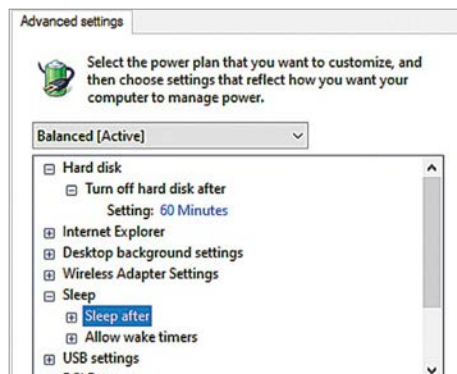 Advanced settings
Select the power plan that you want to customize, and
then choose settings that reflect how you want your
computer to manage power.
Balanced [Active]
Hard disk
Turn off hard disk after
Setting: 60 Minutes
Internet Explorer
Desktop background settings
Wireless Adapter Settings
Sleep
Sleep after
Allow wake timers
USB settings